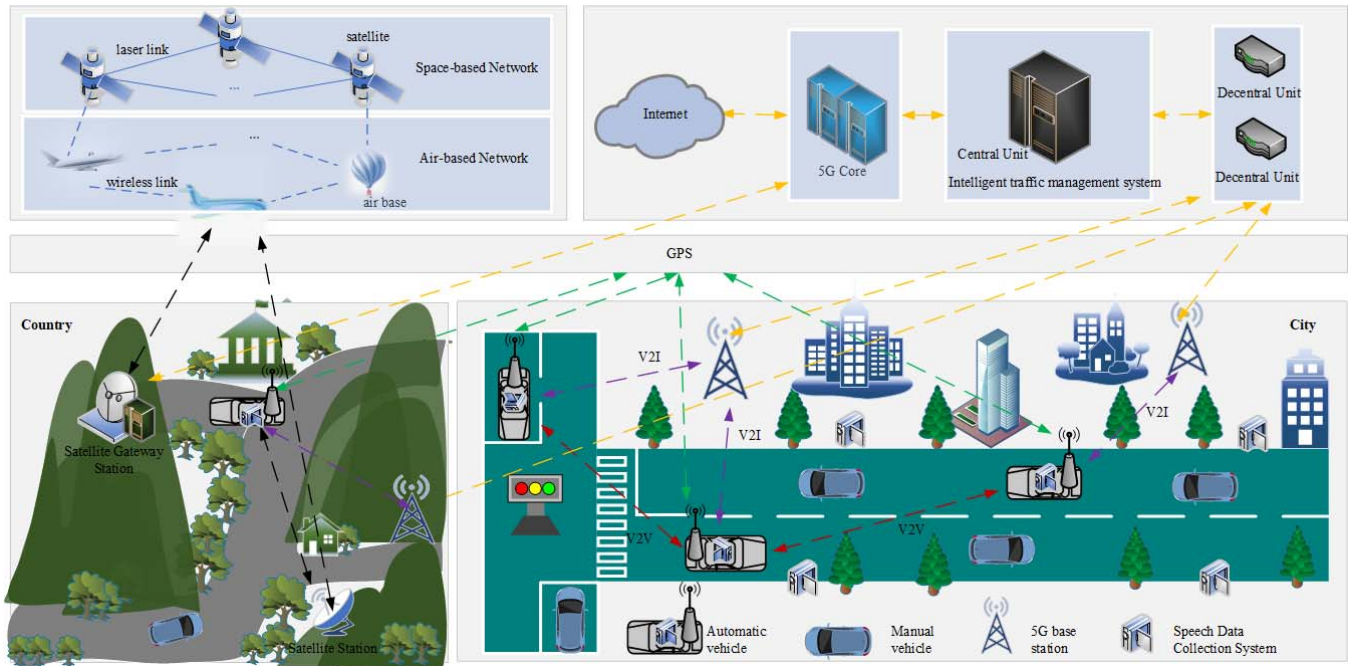 laser link
satellite
Space-based Network
...
...
Air-based Network
wireless link
air base
Internet
5G Core
Central Unit
Intelligent traffic management system
Decentral Unit
Decentral Unit
GPS
Country
Satellite Gateway
Station
Satellite Station
City
V2I
V2I
V2I
V2V
V2V
Automatic
vehicle
Manual
vehicle
5G base
station
Speech Data
Collection System